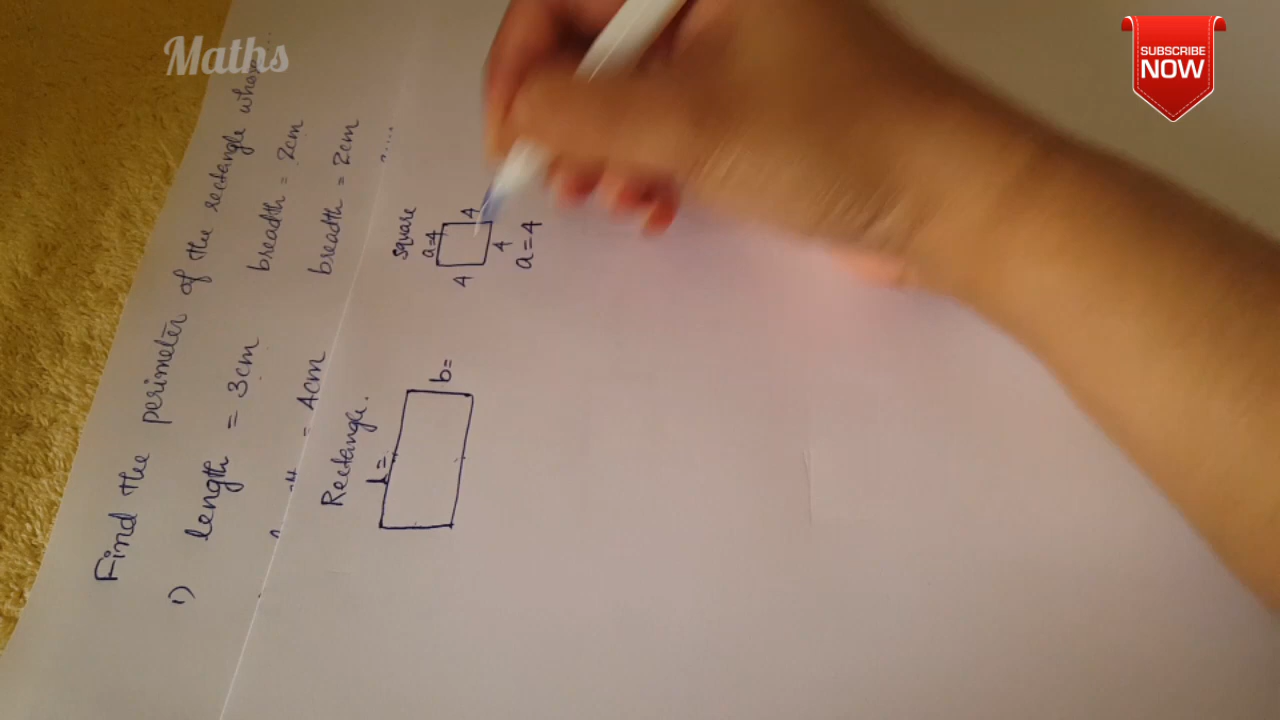 Maths
SUBSCRIBE
NOW
Find the perimeter of the rectangle whose...
1) length = 3cm breadth = 2cm
= 4cm breadth = 2cm
Rectangle.
l=
b=
square
a=4
4
4
4
a=4